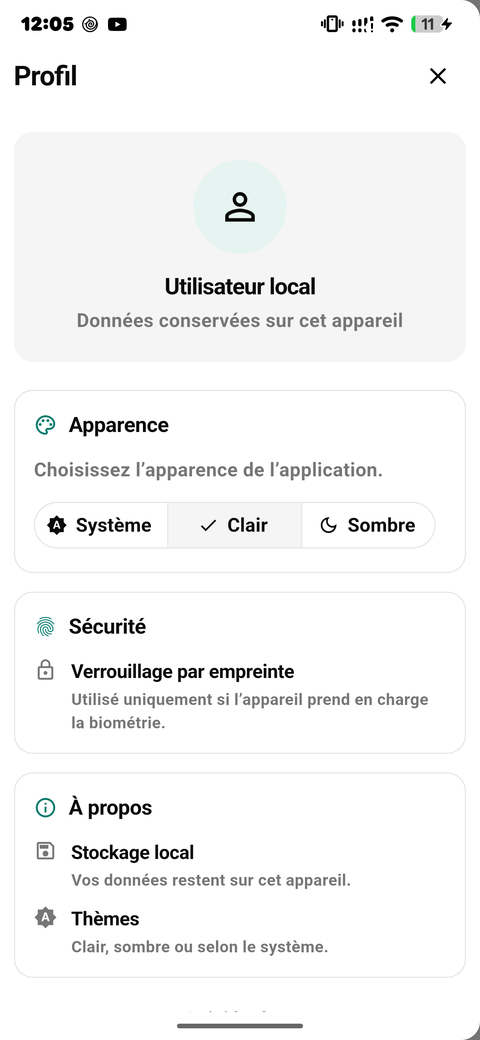 12:05
11
Profil
Utilisateur local
Données conservées sur cet appareil
Apparence
Choisissez l’apparence de l’application.
Système
Clair
Sombre
Sécurité
Verrouillage par empreinte
Utilisé uniquement si l’appareil prend en charge
la biométrie.
À propos
Stockage local
Vos données restent sur cet appareil.
Thèmes
Clair, sombre ou selon le système.